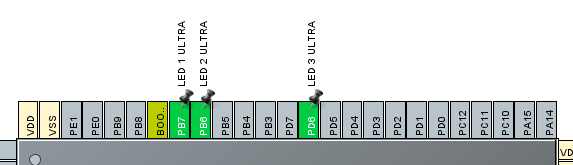 LED 1 ULTRA
LED 2 ULTRA
LED 3 ULTRA
VDD
VSS
PE1
PE0
PB9
PB8
BOO..
PB7
PB6
PB5
PB4
PB3
PD7
PD6
PD5
PD4
PD3
PD2
PD1
PD0
PC12
PC11
PC10
PA15
PA14
VD